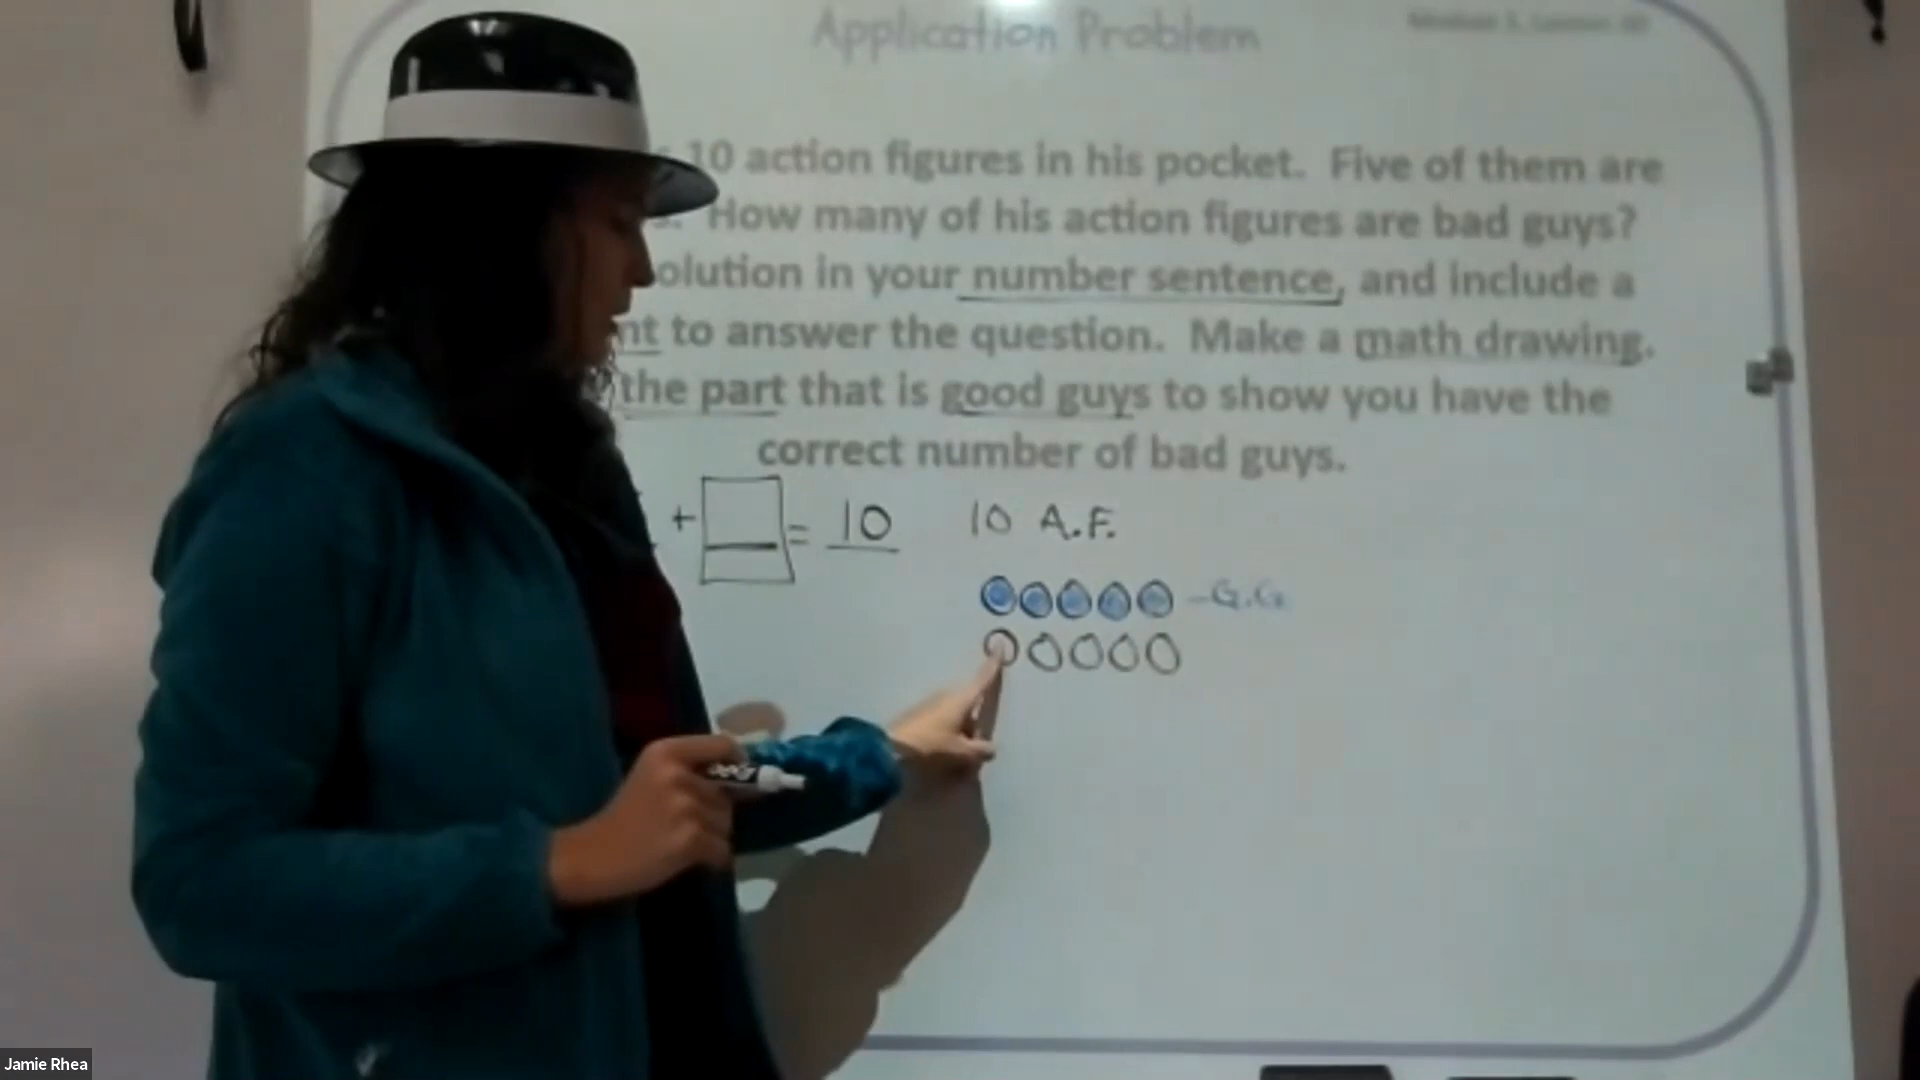 Application Problem
10 action figures in his pocket. Five of them are
How many of his action figures are bad guys?
olution in your number sentence, and include a
nt to answer the question. Make a math drawing.
the part that is good guys to show you have the
correct number of bad guys.
+ = 10 10 A.F.
-G.G.
Jamie Rhea